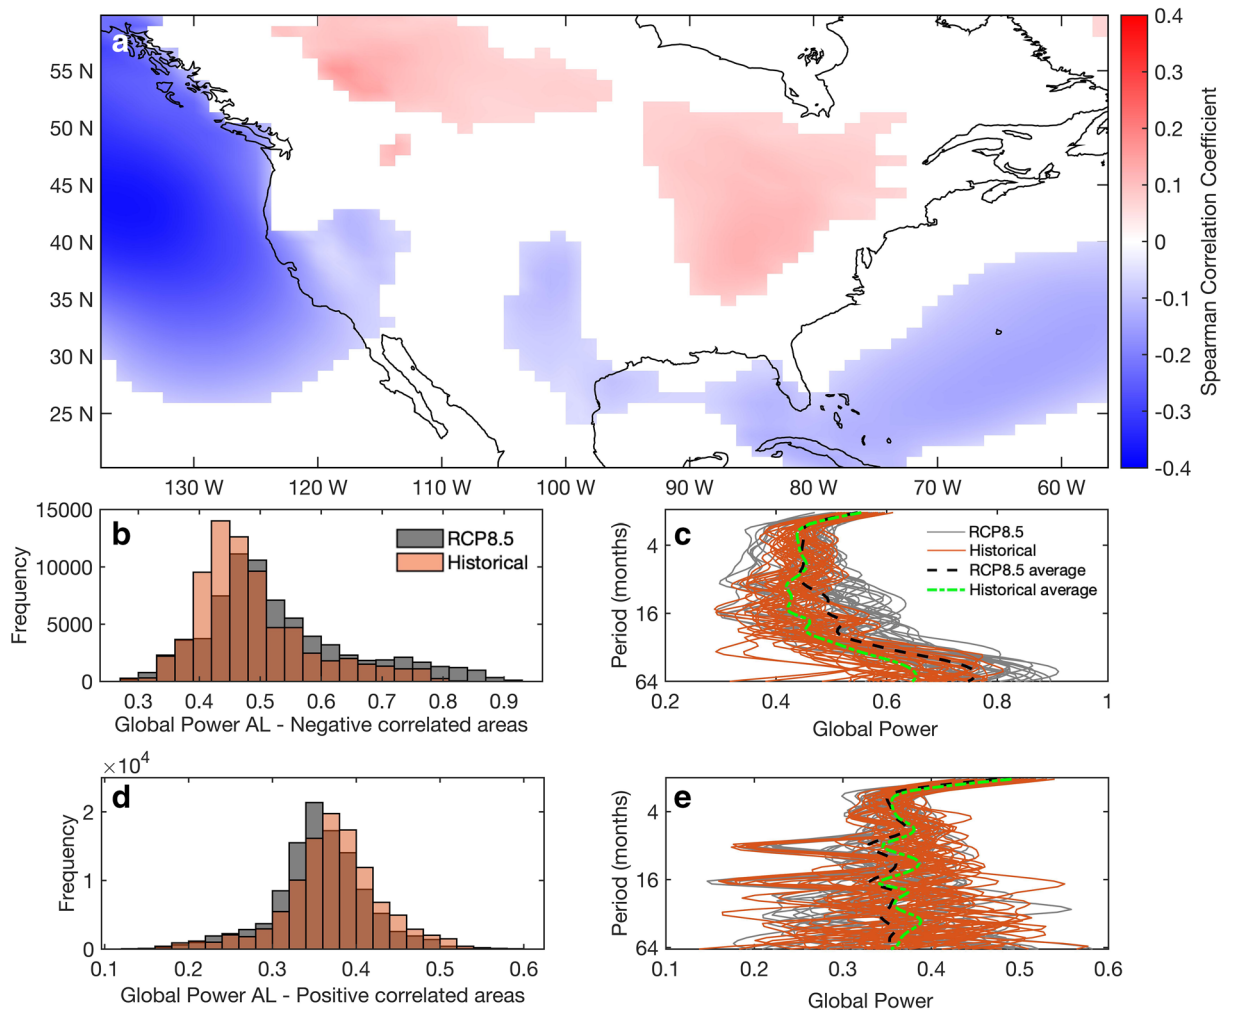 a
55 N
50 N
45 N
40 N
35 N
30 N
25 N
130 W
120 W
110 W
100 W
90 W
80 W
70 W
60 W
0.4
0.3
0.2
0.1
0
-0.1
-0.2
-0.3
-0.4
Spearman Correlation Coefficient
b
15000
10000
5000
0
Frequency
RCP8.5
Historical
0.3
0.4
0.5
0.6
0.7
0.8
0.9
Global Power AL - Negative correlated areas
c
4
16
64
Period (months)
RCP8.5
Historical
RCP8.5 average
Historical average
0.2
0.4
0.6
0.8
1
Global Power
d
×10⁴
2
1
0
Frequency
0.1
0.2
0.3
0.4
0.5
0.6
Global Power AL - Positive correlated areas
e
4
16
64
Period (months)
0.1
0.2
0.3
0.4
0.5
0.6
Global Power